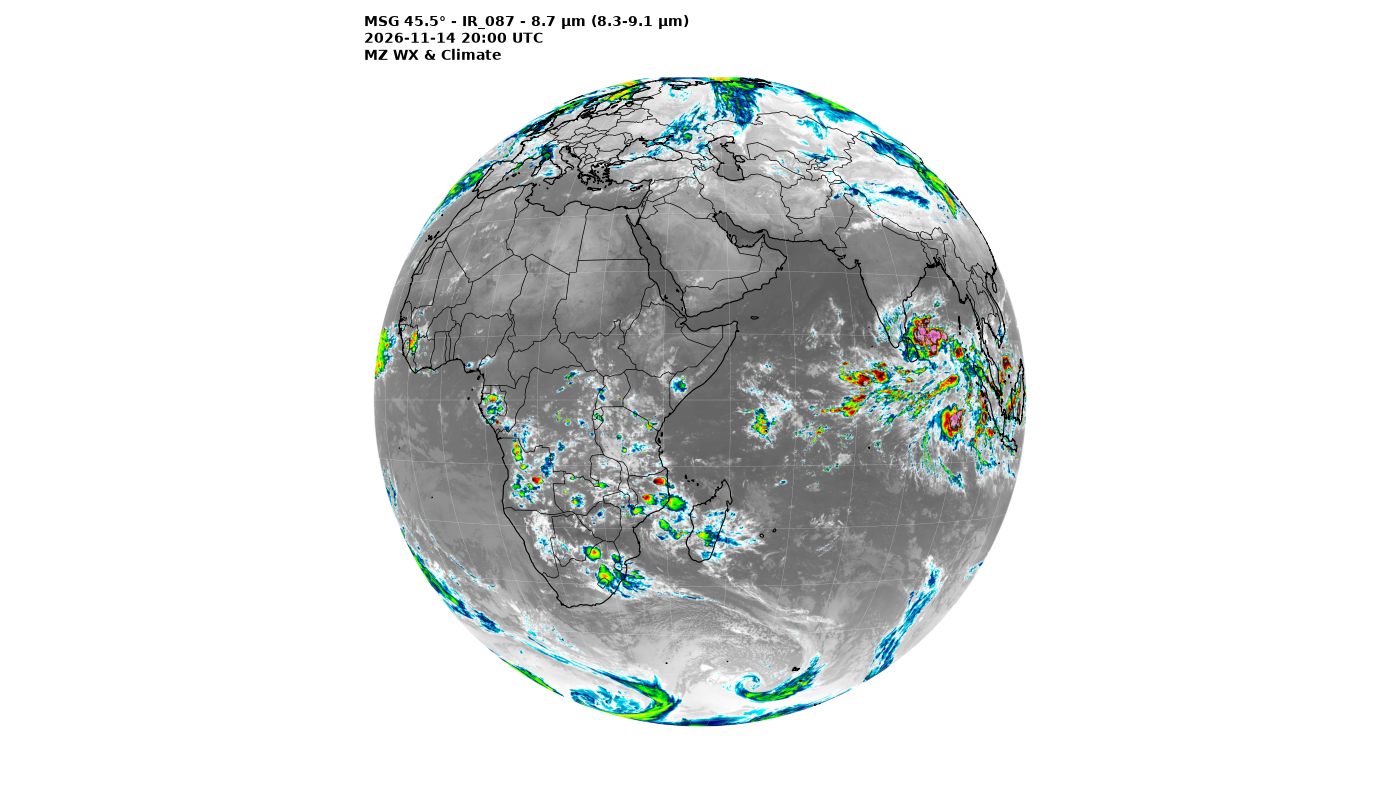 MSG 45.5° - IR_087 - 8.7 µm (8.3-9.1 µm)
2026-11-14 20:00 UTC
MZ WX & Climate